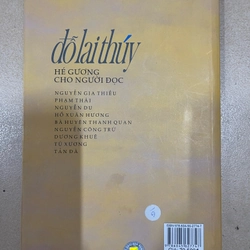 đỗ lai thúy
HÉ GƯƠNG
CHO NGƯỜI ĐỌC
NGUYỄN GIA THIỀU
PHẠM THÁI
NGUYỄN DU
HỒ XUÂN HƯƠNG
BÀ HUYỆN THANH QUAN
NGUYỄN CÔNG TRỨ
DƯƠNG KHUÊ
TÚ XƯƠNG
TẢN ĐÀ